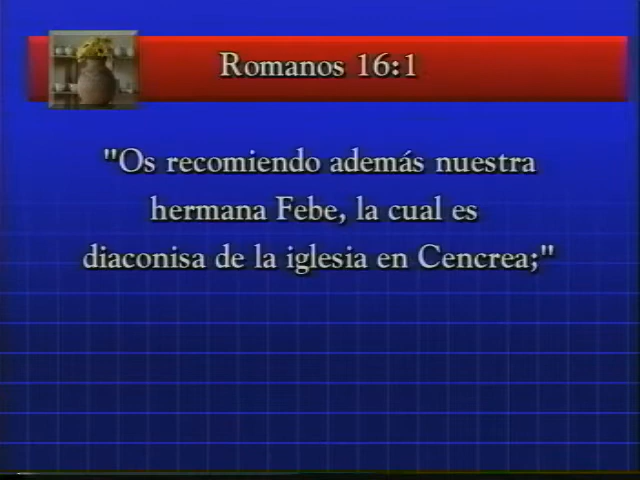 Romanos 16:1
"Os recomiendo además nuestra
hermana Febe, la cual es
diaconisa de la iglesia en Cencrea;"